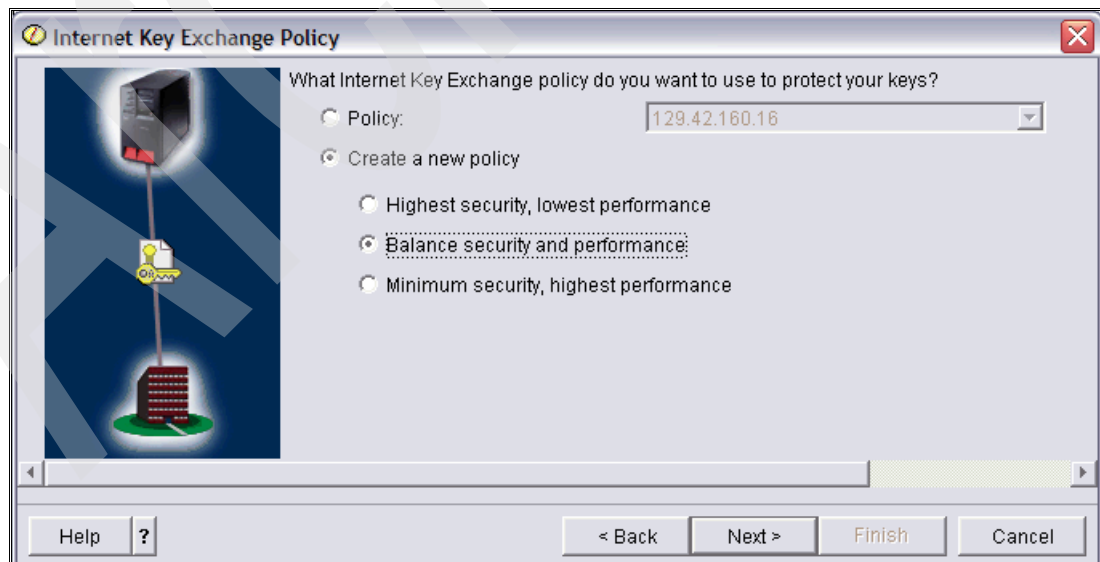 Internet Key Exchange Policy
What Internet Key Exchange policy do you want to use to protect your keys?
Policy: 129.42.160.16
Create a new policy
Highest security, lowest performance
Balance security and performance
Minimum security, highest performance
Help ? < Back Next > Finish Cancel